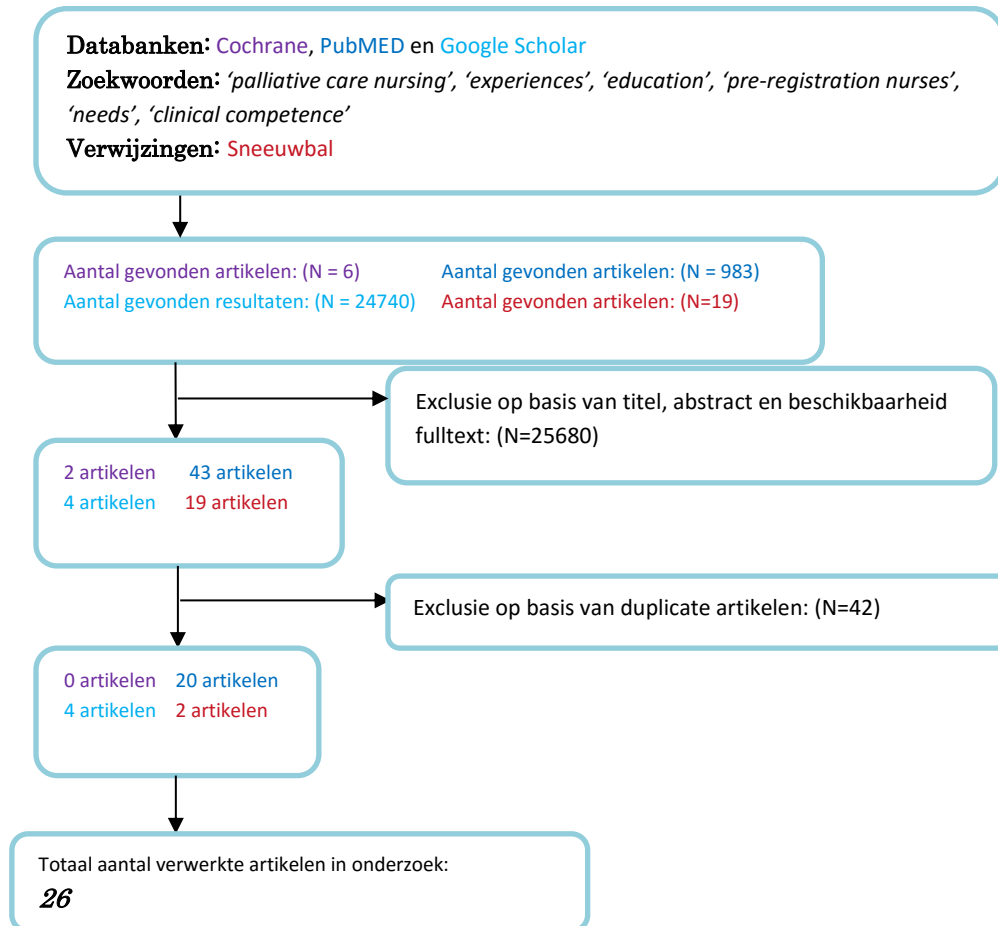 Databanken: Cochrane, PubMED en Google Scholar
Zoekwoorden: ‘palliative care nursing’, ‘experiences’, ‘education’, ‘pre-registration nurses’,
‘needs’, ‘clinical competence’
Verwijzingen: Sneeuwbal
Aantal gevonden artikelen: (N = 6) Aantal gevonden artikelen: (N = 983)
Aantal gevonden resultaten: (N = 24740) Aantal gevonden artikelen: (N=19)
Exclusie op basis van titel, abstract en beschikbaarheid
fulltext: (N=25680)
2 artikelen 43 artikelen
4 artikelen 19 artikelen
Exclusie op basis van duplicate artikelen: (N=42)
0 artikelen 20 artikelen
4 artikelen 2 artikelen
Totaal aantal verwerkte artikelen in onderzoek:
26